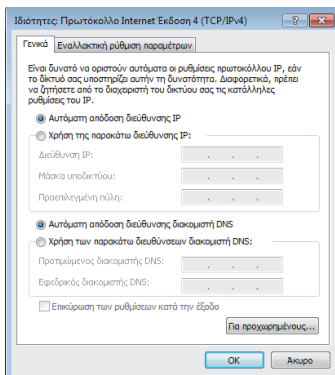 Ιδιότητες: Πρωτόκολλο Internet Έκδοση 4 (TCP/IPv4)
Γενικά Εναλλακτική ρύθμιση παραμέτρων
Είναι δυνατό να οριστούν αυτόματα οι ρυθμίσεις πρωτοκόλλου IP, εάν
το δίκτυό σας υποστηρίζει αυτήν τη δυνατότητα. Διαφορετικά, πρέπει
να ζητήσετε από το διαχειριστή του δικτύου σας τις κατάλληλες
ρυθμίσεις του IP.
Αυτόματη απόδοση διεύθυνσης IP
Χρήση της παρακάτω διεύθυνσης IP:
Διεύθυνση IP:
Μάσκα υποδικτύου:
Προεπιλεγμένη πύλη:
Αυτόματη απόδοση διεύθυνσης διακομιστή DNS
Χρήση των παρακάτω διευθύνσεων διακομιστή DNS:
Προτιμώμενος διακομιστής DNS:
Εφεδρικός διακομιστής DNS:
Επικύρωση των ρυθμίσεων κατά την έξοδο
Για προχωρημένους...
OK Άκυρο